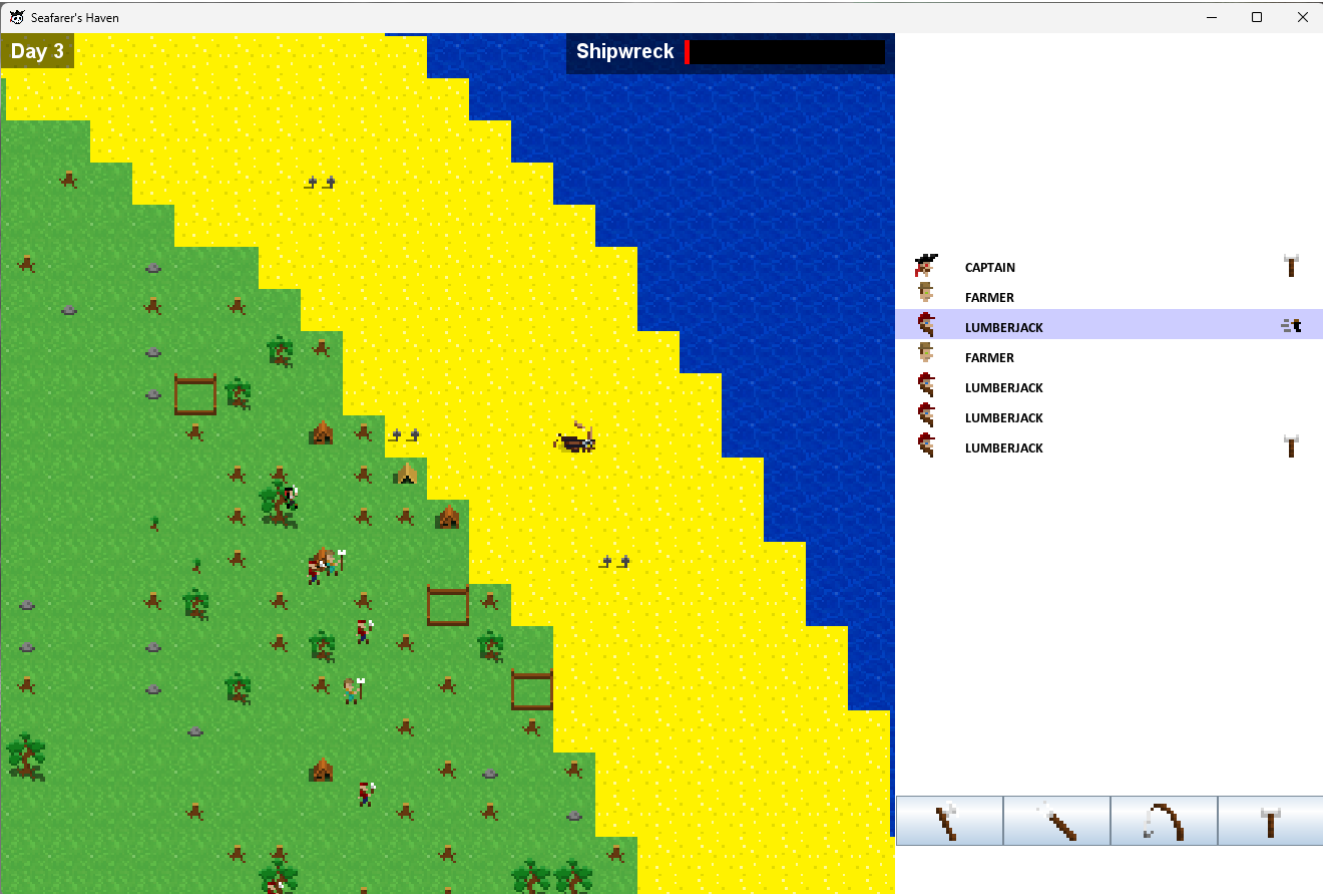 Seafarer's Haven
Day 3
Shipwreck
CAPTAIN
FARMER
LUMBERJACK
FARMER
LUMBERJACK
LUMBERJACK
LUMBERJACK